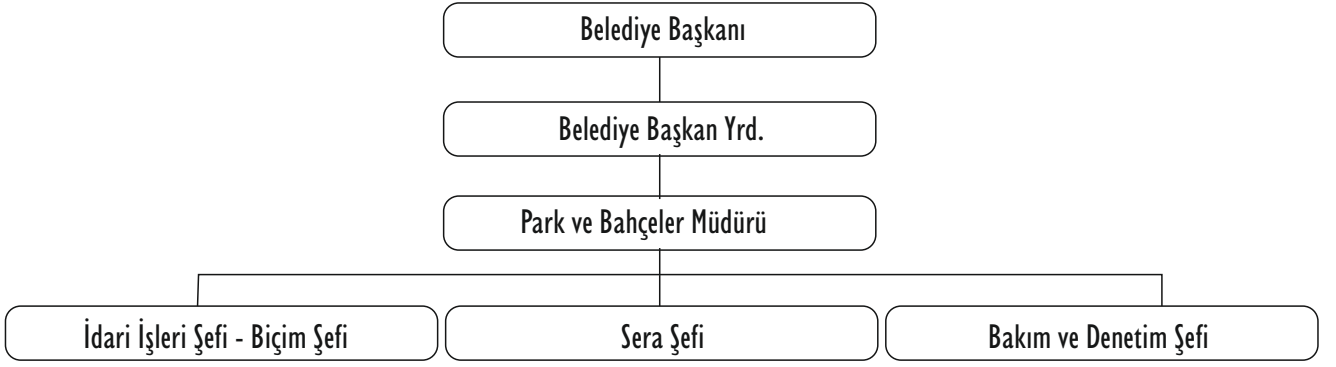 Belediye Başkanı
Belediye Başkan Yrd.
Park ve Bahçeler Müdürü
İdari İşleri Şefi - Biçim Şefi
Sera Şefi
Bakım ve Denetim Şefi